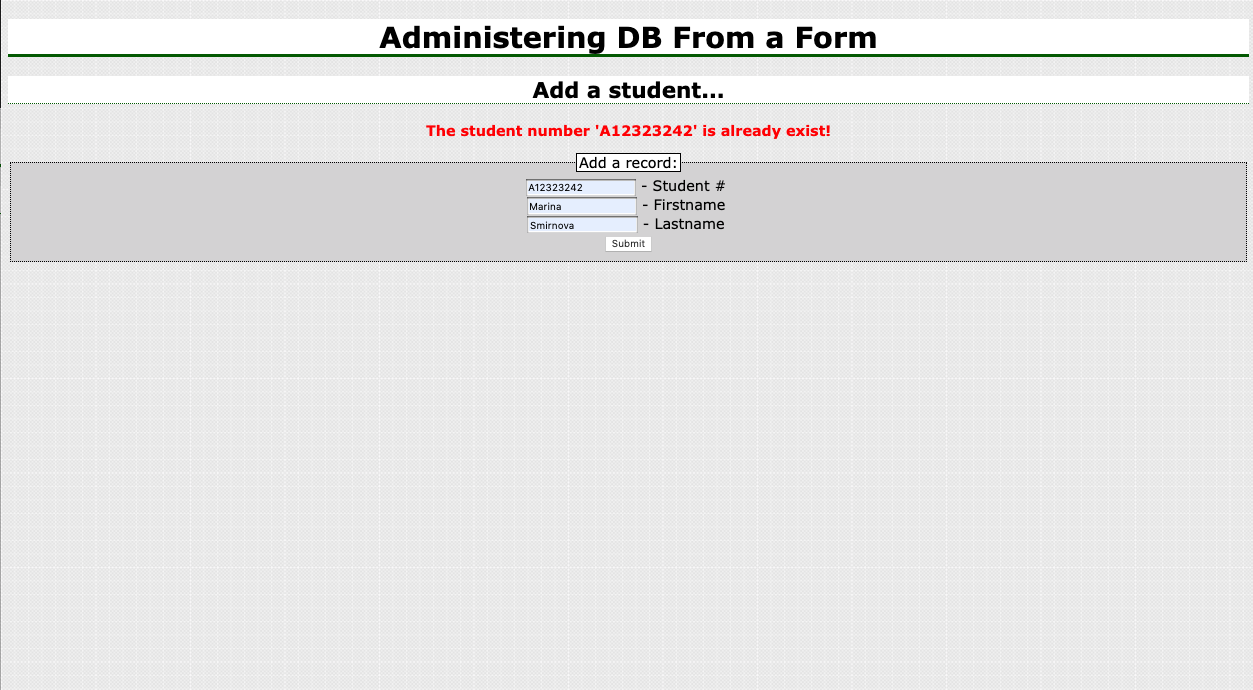 Administering DB From a Form
Add a student...
The student number 'A12323242' is already exist!
Add a record:
A12323242 - Student #
Marina - Firstname
Smirnova - Lastname
Submit